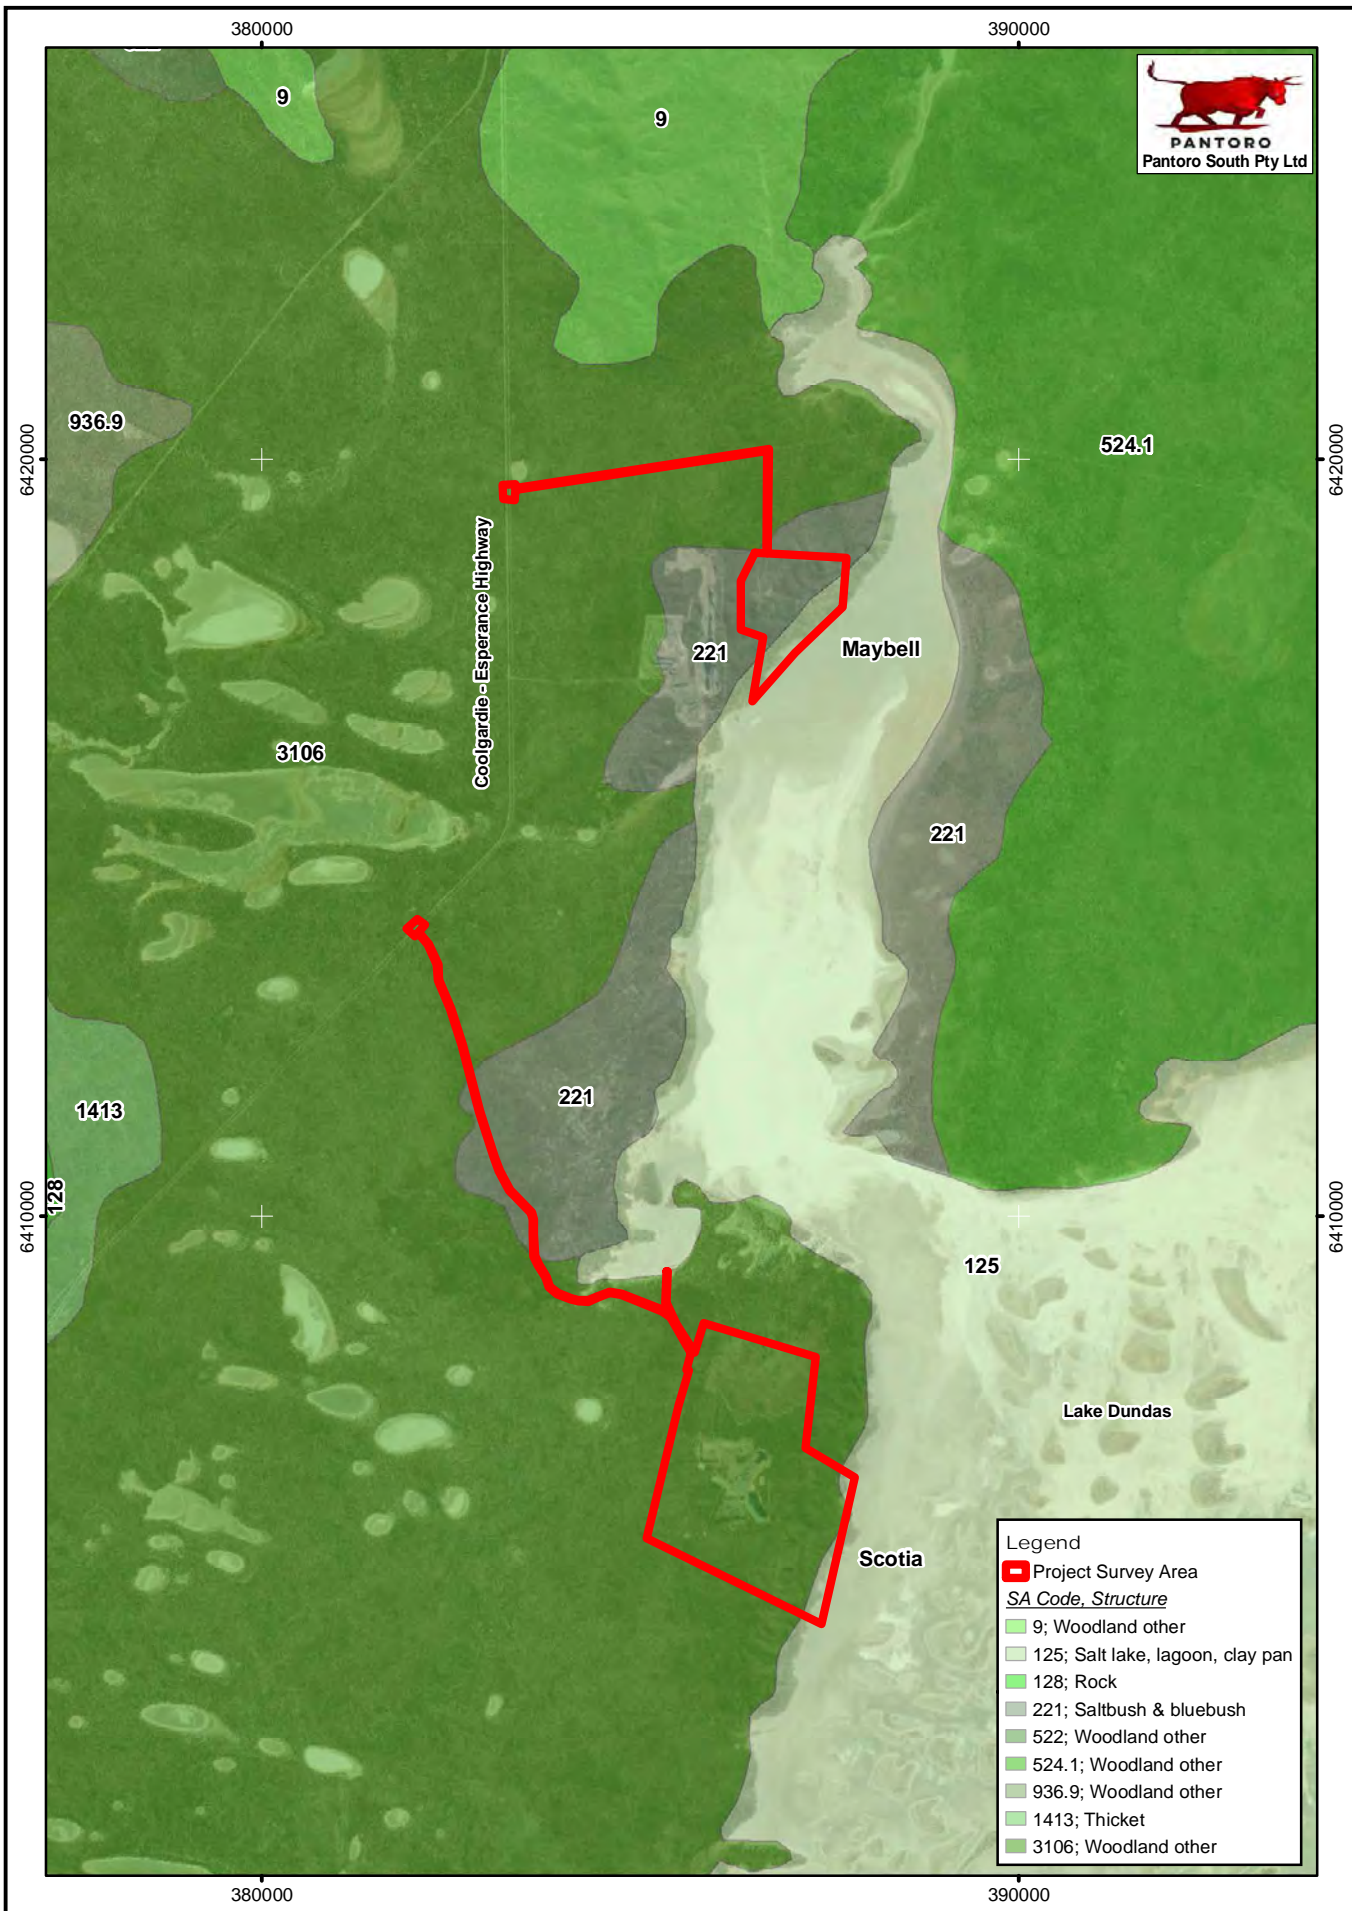 380000
390000
9
9
PANTORO
Pantoro South Pty Ltd
936.9
524.1
6420000
6420000
Coolgardie - Esperance Highway
221
Maybell
3106
221
221
1413
128
6410000
6410000
125
Lake Dundas
Scotia
Legend
Project Survey Area
SA Code, Structure
9; Woodland other
125; Salt lake, lagoon, clay pan
128; Rock
221; Saltbush & bluebush
522; Woodland other
524.1; Woodland other
936.9; Woodland other
1413; Thicket
3106; Woodland other
380000
390000